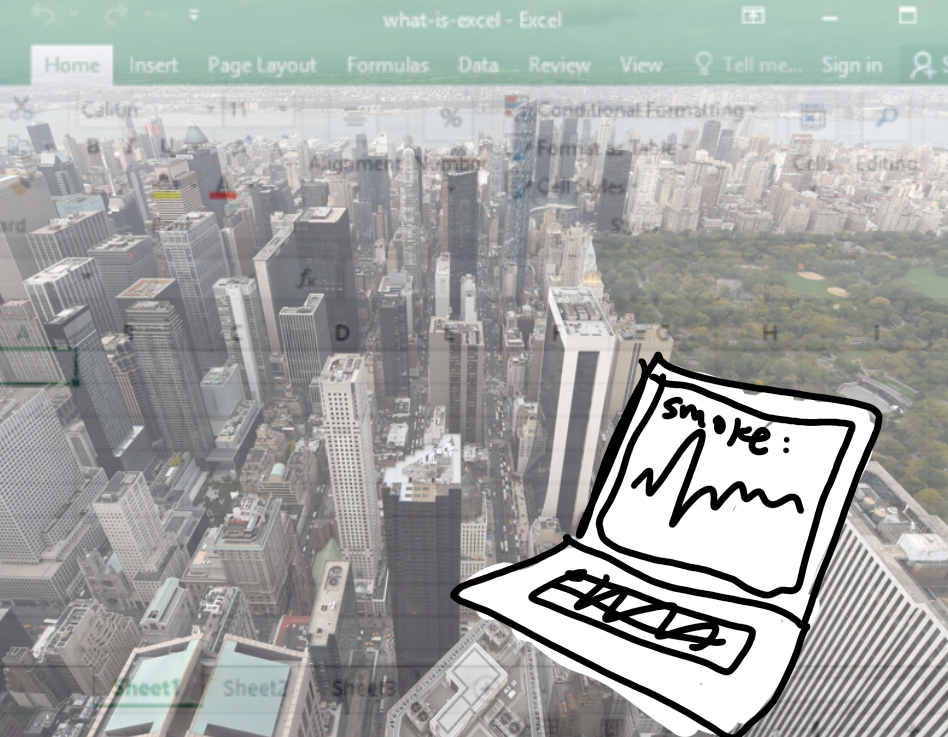 what-is-excel - Excel
Home Insert Page Layout Formulas Data Review View Tell me... Sign in
Calibri 11 % Conditional Formatting
B I U Alignment Number Format as Table Cells Editing
A Cell Styles
fx
A B C D E F G H I
smoke:
Sheet1 Sheet2 Sheet3